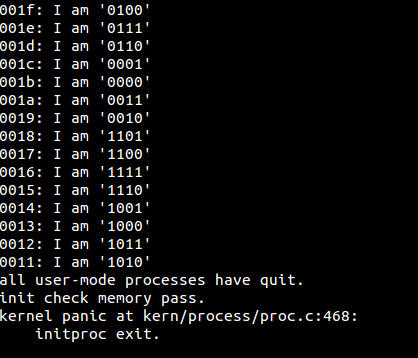 001f: I am '0100'
001e: I am '0111'
001d: I am '0110'
001c: I am '0001'
001b: I am '0000'
001a: I am '0011'
0019: I am '0010'
0018: I am '1101'
0017: I am '1100'
0016: I am '1111'
0015: I am '1110'
0014: I am '1001'
0013: I am '1000'
0012: I am '1011'
0011: I am '1010'
all user-mode processes have quit.
init check memory pass.
kernel panic at kern/process/proc.c:468:
    initproc exit.